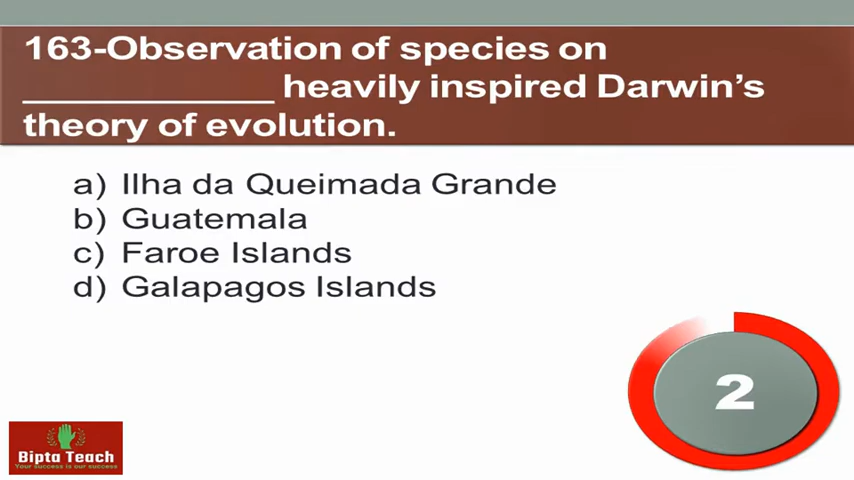 163-Observation of species on
______________ heavily inspired Darwin’s
theory of evolution.
a) Ilha da Queimada Grande
b) Guatemala
c) Faroe Islands
d) Galapagos Islands
2
Bipta Teach
Your success is our success